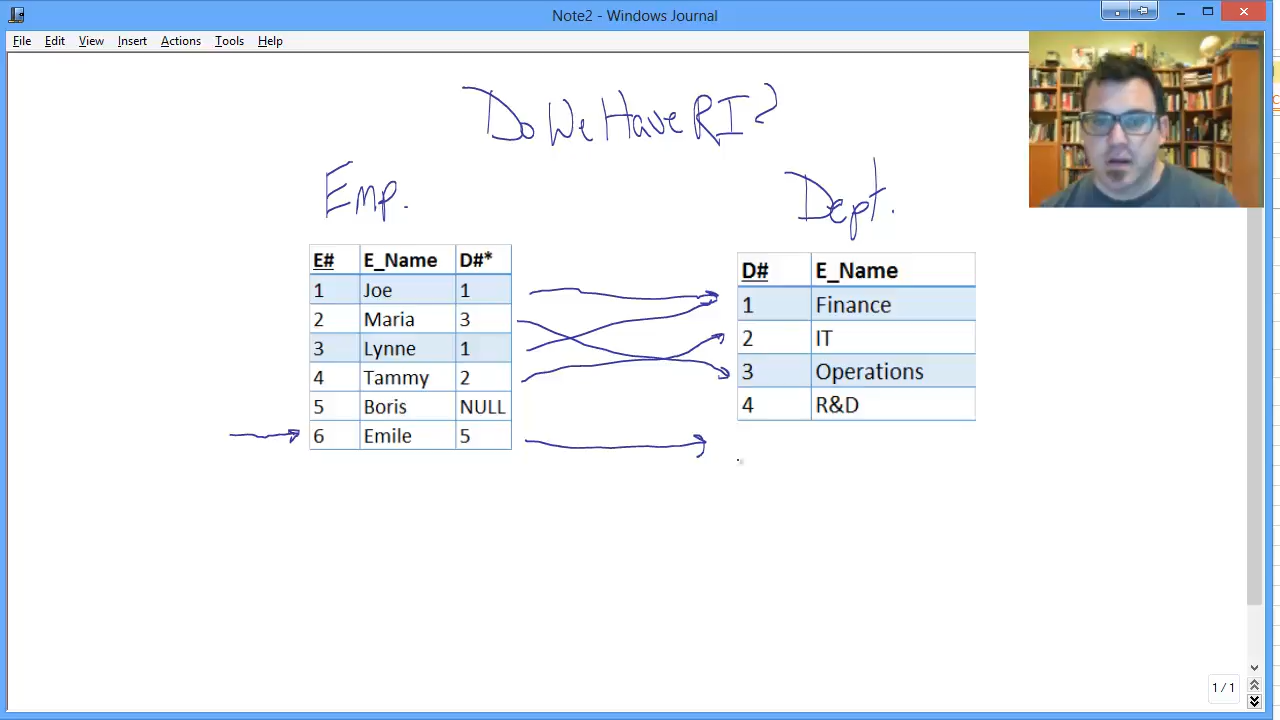 Note2 - Windows Journal
File Edit View Insert Actions Tools Help
Do We Have RI?
Emp. Dept.
E# E_Name D#*
1 Joe 1
2 Maria 3
3 Lynne 1
4 Tammy 2
5 Boris NULL
6 Emile 5
D# E_Name
1 Finance
2 IT
3 Operations
4 R&D
1/1